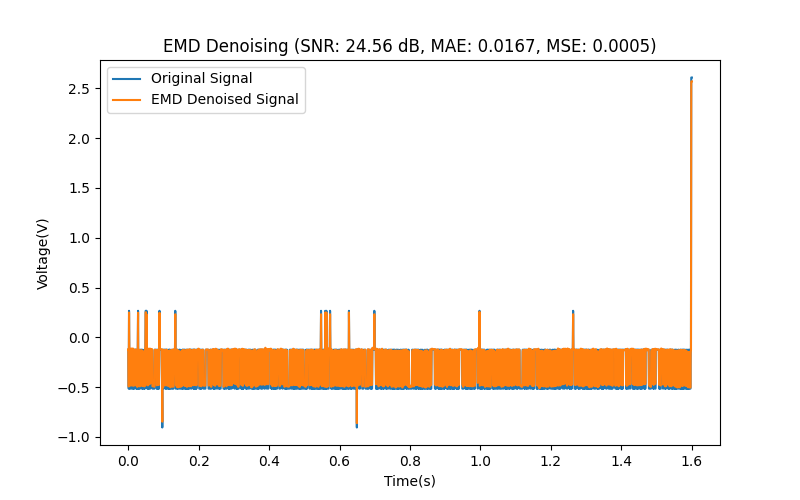 EMD Denoising (SNR: 24.56 dB, MAE: 0.0167, MSE: 0.0005)
Original Signal
EMD Denoised Signal
2.5
2.0
1.5
1.0
0.5
0.0
−0.5
−1.0
Voltage(V)
0.0 0.2 0.4 0.6 0.8 1.0 1.2 1.4 1.6
Time(s)